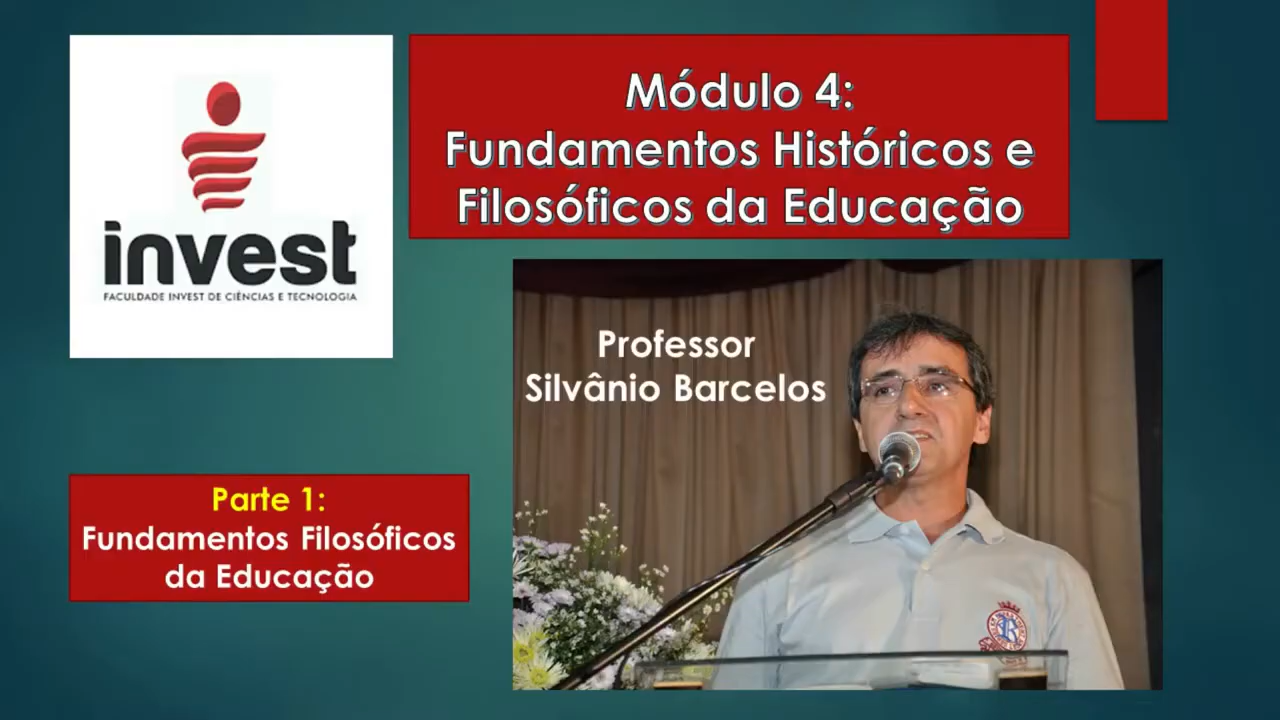 invest
FACULDADE INVEST DE CIÊNCIAS E TECNOLOGIA
Módulo 4:
Fundamentos Históricos e
Filosóficos da Educação
Professor
Silvânio Barcelos
Parte 1:
Fundamentos Filosóficos
da Educação